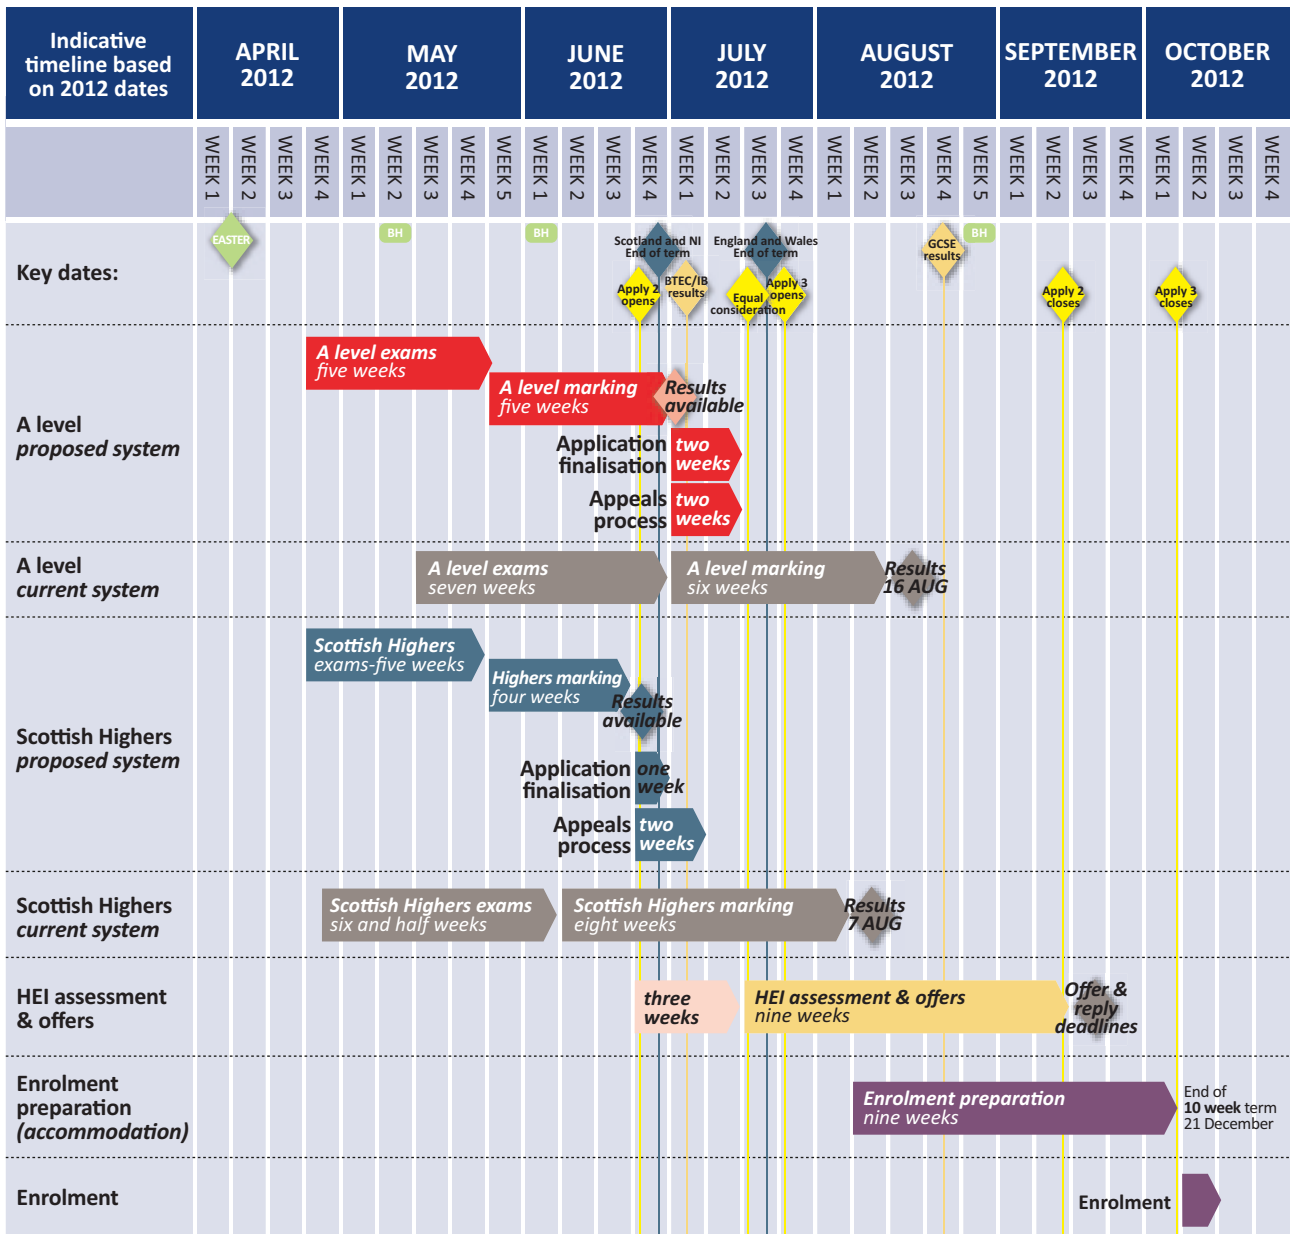 Indicative
timeline based
on 2012 dates
APRIL
2012
MAY
2012
JUNE
2012
JULY
2012
AUGUST
2012
SEPTEMBER
2012
OCTOBER
2012
WEEK 1
WEEK 2
WEEK 3
WEEK 4
WEEK 1
WEEK 2
WEEK 3
WEEK 4
WEEK 5
WEEK 1
WEEK 2
WEEK 3
WEEK 4
WEEK 1
WEEK 2
WEEK 3
WEEK 4
WEEK 1
WEEK 2
WEEK 3
WEEK 4
WEEK 5
WEEK 1
WEEK 2
WEEK 3
WEEK 4
WEEK 1
WEEK 2
WEEK 3
WEEK 4
Key dates:
EASTER
BH
BH
Scotland and NI
End of term
England and Wales
End of term
GCSE
results
BH
Apply 2
opens
BTEC/IB
results
Equal
consideration
Apply 3
opens
Apply 2
closes
Apply 3
closes
A level
proposed system
A level exams
five weeks
A level marking
five weeks
Results
available
Application
finalisation
two
weeks
Appeals
process
two
weeks
A level
current system
A level exams
seven weeks
A level marking
six weeks
Results
16 AUG
Scottish Highers
proposed system
Scottish Highers
exams-five weeks
Highers marking
four weeks
Results
available
Application
finalisation
one
week
Appeals
process
two
weeks
Scottish Highers
current system
Scottish Highers exams
six and half weeks
Scottish Highers marking
eight weeks
Results
7 AUG
HEI assessment
& offers
three
weeks
HEI assessment & offers
nine weeks
Offer &
reply
deadlines
Enrolment
preparation
(accommodation)
Enrolment preparation
nine weeks
End of
10 week term
21 December
Enrolment
Enrolment